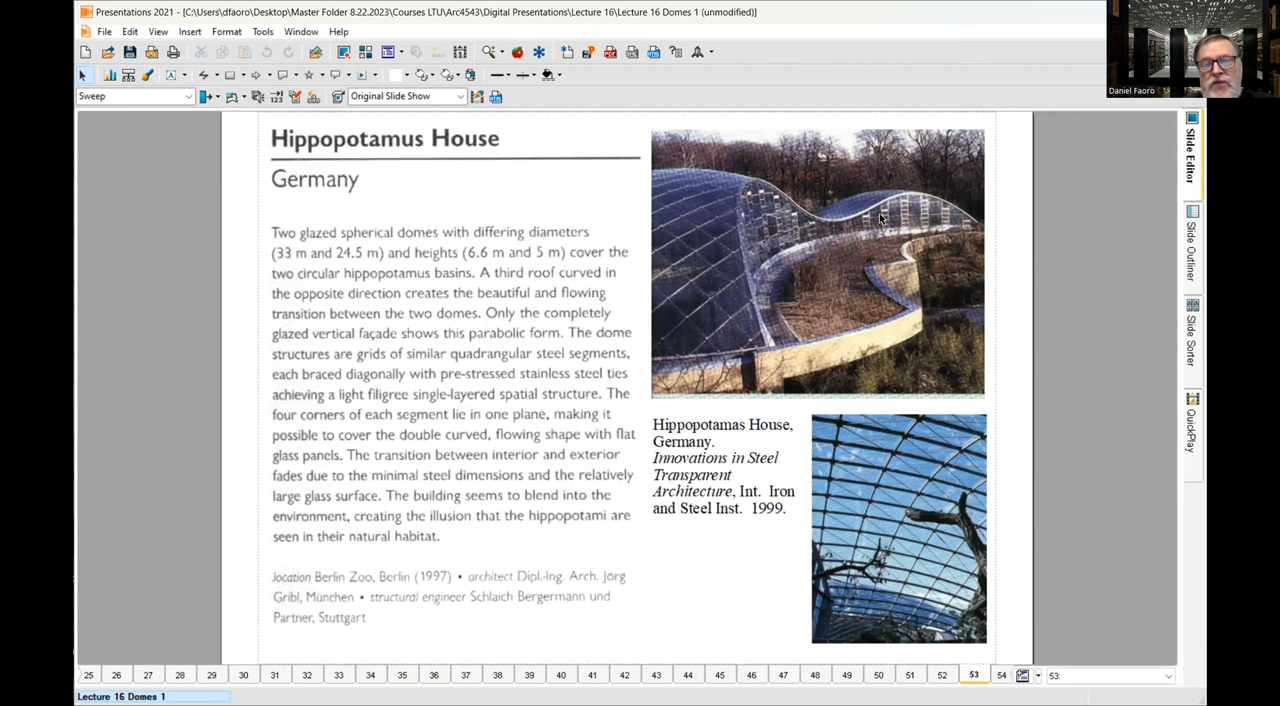 Presentations 2021 - [C:\Users\dfaoro\Desktop\Master Folder 8.22.2023\Courses LTU\Arc4543\Digital Presentations\Lecture 16\Lecture 16 Domes 1 (unmodified)]
File Edit View Insert Format Tools Window Help
Sweep
Original Slide Show
Daniel Faoro
Hippopotamus House
Germany
Two glazed spherical domes with differing diameters
(33 m and 24.5 m) and heights (6.6 m and 5 m) cover the
two circular hippopotamus basins. A third roof curved in
the opposite direction creates the beautiful and flowing
transition between the two domes. Only the completely
glazed vertical façade shows this parabolic form. The dome
structures are grids of similar quadrangular steel segments,
each braced diagonally with pre-stressed stainless steel ties
achieving a light filigree single-layered spatial structure. The
four corners of each segment lie in one plane, making it
possible to cover the double curved, flowing shape with flat
glass panels. The transition between interior and exterior
fades due to the minimal steel dimensions and the relatively
large glass surface. The building seems to blend into the
environment, creating the illusion that the hippopotami are
seen in their natural habitat.
location Berlin Zoo, Berlin (1997) • architect Dipl.-Ing. Arch. Jörg
Gribl, München • structural engineer Schlaich Bergermann und
Partner, Stuttgart
Hippopotamas House,
Germany.
Innovations in Steel
Transparent
Architecture, Int. Iron
and Steel Inst. 1999.
Slide Editor
Slide Outliner
Slide Sorter
QuickPlay
25 26 27 28 29 30 31 32 33 34 35 36 37 38 39 40 41 42 43 44 45 46 47 48 49 50 51 52 53 54 53:
Lecture 16 Domes 1